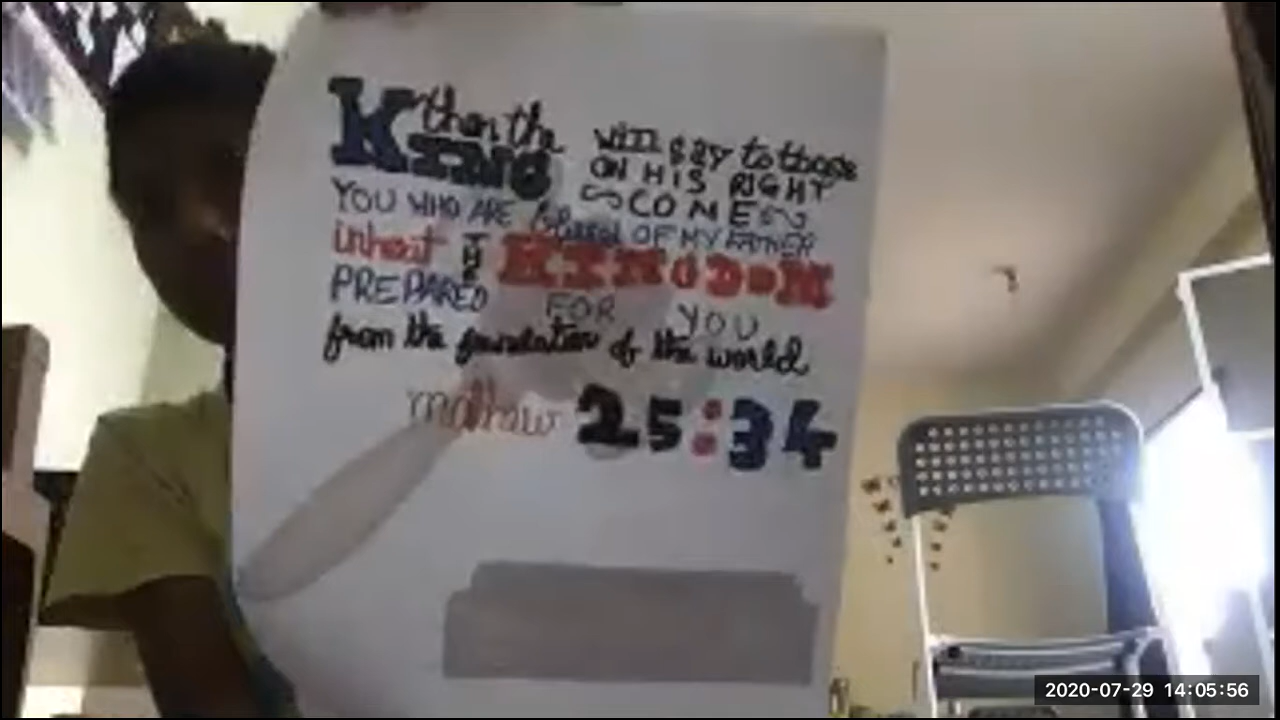 then the KING will say to those
ON HIS RIGHT
COME
YOU WHO ARE blessed OF MY FATHER
inherit THE KINGDOM
PREPARED FOR YOU
from the foundation of the world
matthew 25:34
2020-07-29 14:05:56